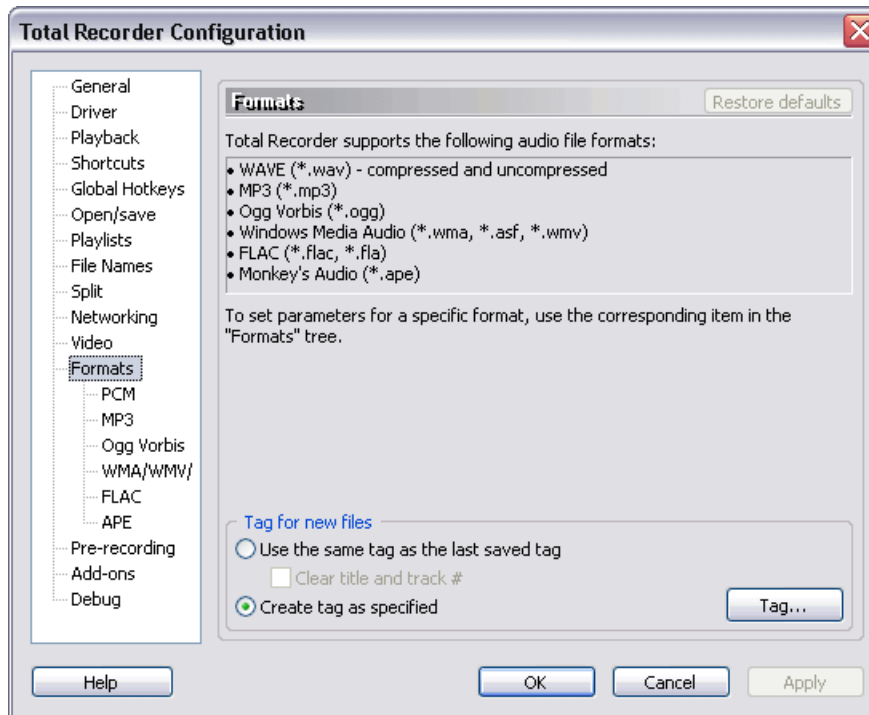 Total Recorder Configuration
General
Driver
Playback
Shortcuts
Global Hotkeys
Open/save
Playlists
File Names
Split
Networking
Video
Formats
PCM
MP3
Ogg Vorbis
WMA/WMV/
FLAC
APE
Pre-recording
Add-ons
Debug
Formats
Restore defaults
Total Recorder supports the following audio file formats:
• WAVE (*.wav) - compressed and uncompressed
• MP3 (*.mp3)
• Ogg Vorbis (*.ogg)
• Windows Media Audio (*.wma, *.asf, *.wmv)
• FLAC (*.flac, *.fla)
• Monkey's Audio (*.ape)
To set parameters for a specific format, use the corresponding item in the
"Formats" tree.
Tag for new files
Use the same tag as the last saved tag
Clear title and track #
Create tag as specified
Tag...
Help
OK
Cancel
Apply